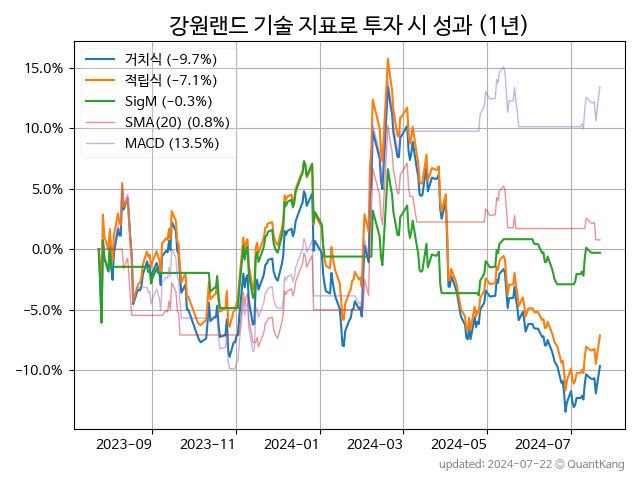 강원랜드 기술 지표로 투자 시 성과 (1년)
거치식 (−9.7%)
적립식 (−7.1%)
SigM (−0.3%)
SMA(20) (0.8%)
MACD (13.5%)
15.0%
10.0%
5.0%
0.0%
−5.0%
−10.0%
2023−09
2023−11
2024−01
2024−03
2024−05
2024−07
updated: 2024-07-22 © QuantKang